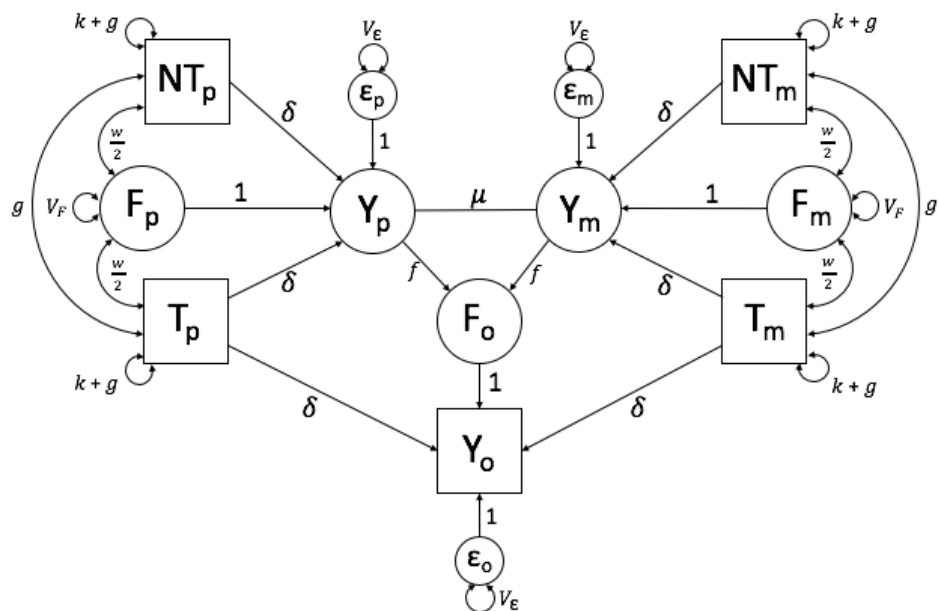 k + g
V_ε
V_ε
k + g
NT_p
ε_p
ε_m
NT_m
δ
1
1
δ
w/2
w/2
g
V_F
F_p
1
Y_p
μ
Y_m
1
F_m
V_F
g
w/2
w/2
δ
f
f
δ
T_p
F_o
T_m
k + g
1
k + g
δ
δ
Y_o
1
ε_o
V_ε